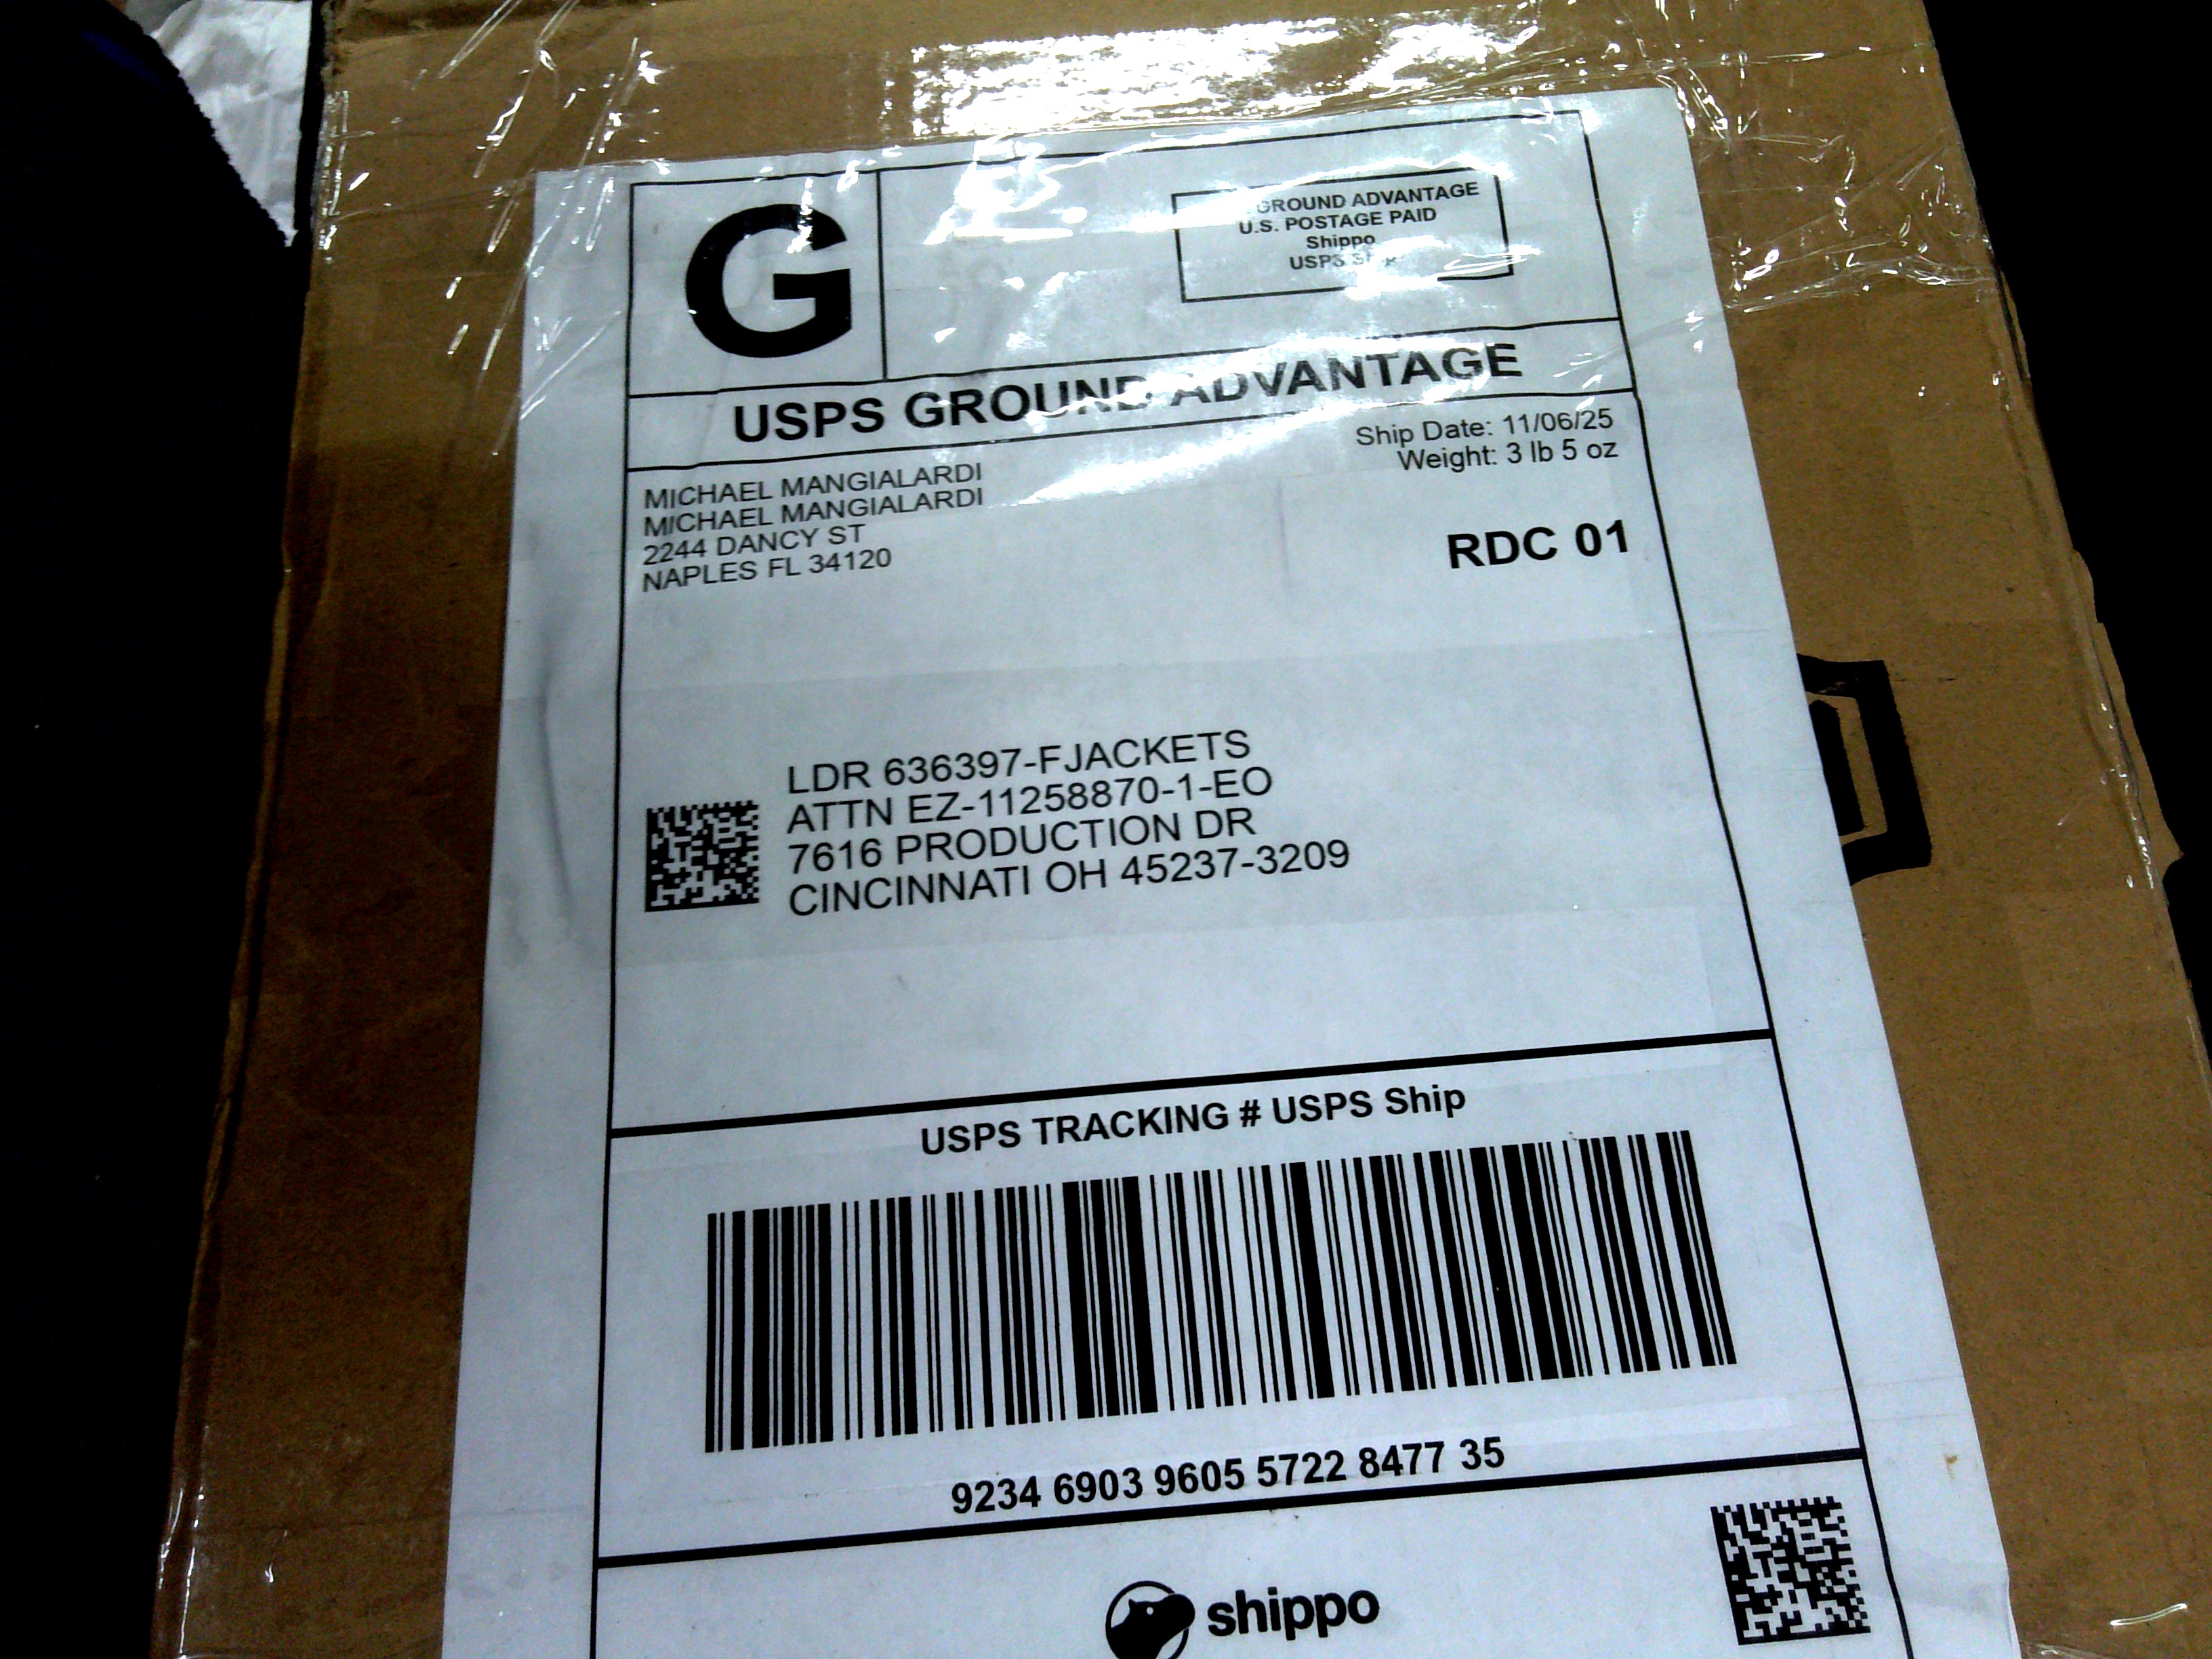 G
GROUND ADVANTAGE
U.S. POSTAGE PAID
Shippo
USPS
USPS GROUND ADVANTAGE
Ship Date: 11/06/25
Weight: 3 lb 5 oz
MICHAEL MANGIALARDI
MICHAEL MANGIALARDI
2244 DANCY ST
NAPLES FL 34120
RDC 01
LDR 636397-FJACKETS
ATTN EZ-11258870-1-EO
7616 PRODUCTION DR
CINCINNATI OH 45237-3209
USPS TRACKING # USPS Ship
9234 6903 9605 5722 8477 35
shippo